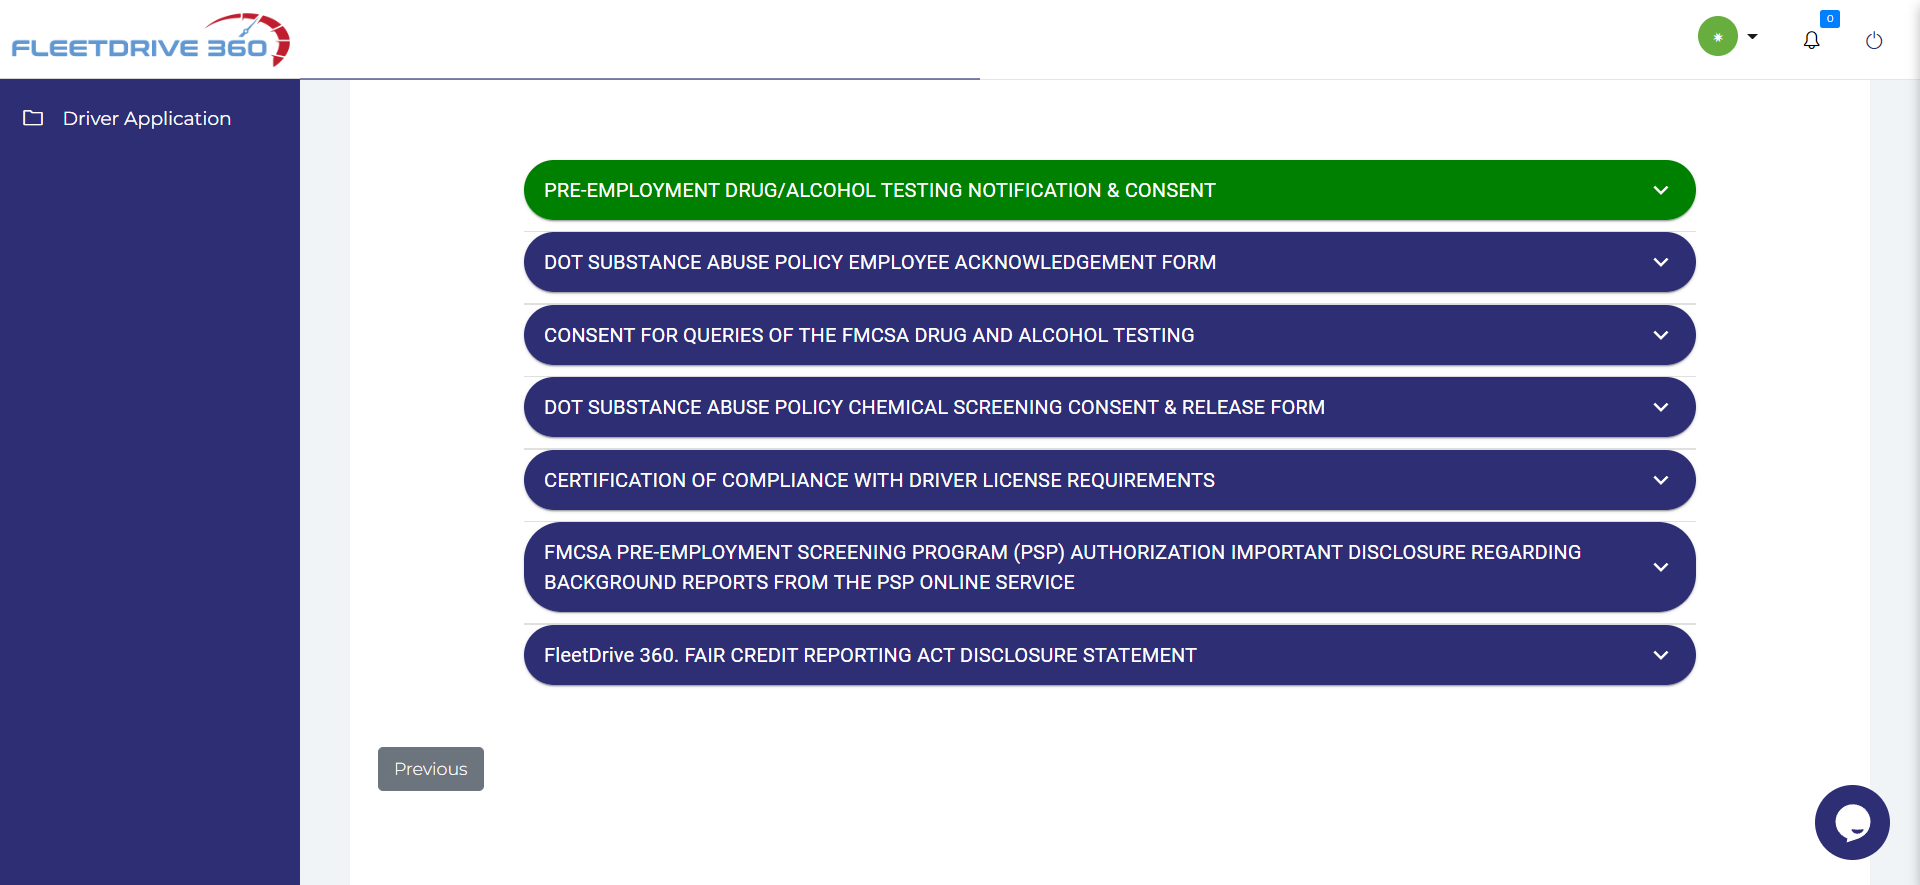 FLEETDRIVE 360
0
Driver Application
PRE-EMPLOYMENT DRUG/ALCOHOL TESTING NOTIFICATION & CONSENT
DOT SUBSTANCE ABUSE POLICY EMPLOYEE ACKNOWLEDGEMENT FORM
CONSENT FOR QUERIES OF THE FMCSA DRUG AND ALCOHOL TESTING
DOT SUBSTANCE ABUSE POLICY CHEMICAL SCREENING CONSENT & RELEASE FORM
CERTIFICATION OF COMPLIANCE WITH DRIVER LICENSE REQUIREMENTS
FMCSA PRE-EMPLOYMENT SCREENING PROGRAM (PSP) AUTHORIZATION IMPORTANT DISCLOSURE REGARDING
BACKGROUND REPORTS FROM THE PSP ONLINE SERVICE
FleetDrive 360. FAIR CREDIT REPORTING ACT DISCLOSURE STATEMENT
Previous